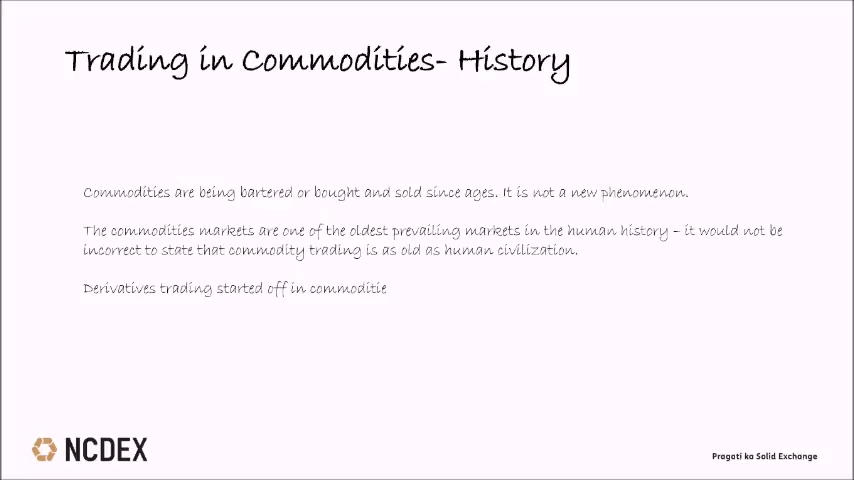 Trading in Commodities- History
Commodities are being bartered or bought and sold since ages. It is not a new phenomenon.
The commodities markets are one of the oldest prevailing markets in the human history – it would not be
incorrect to state that commodity trading is as old as human civilization.
Derivatives trading started off in commoditie
NCDEX
Pragati ka Solid Exchange